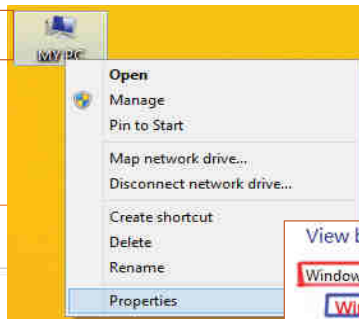 MY PC
Open
Manage
Pin to Start
Map network drive...
Disconnect network drive...
Create shortcut
Delete
Rename
Properties
View
Window